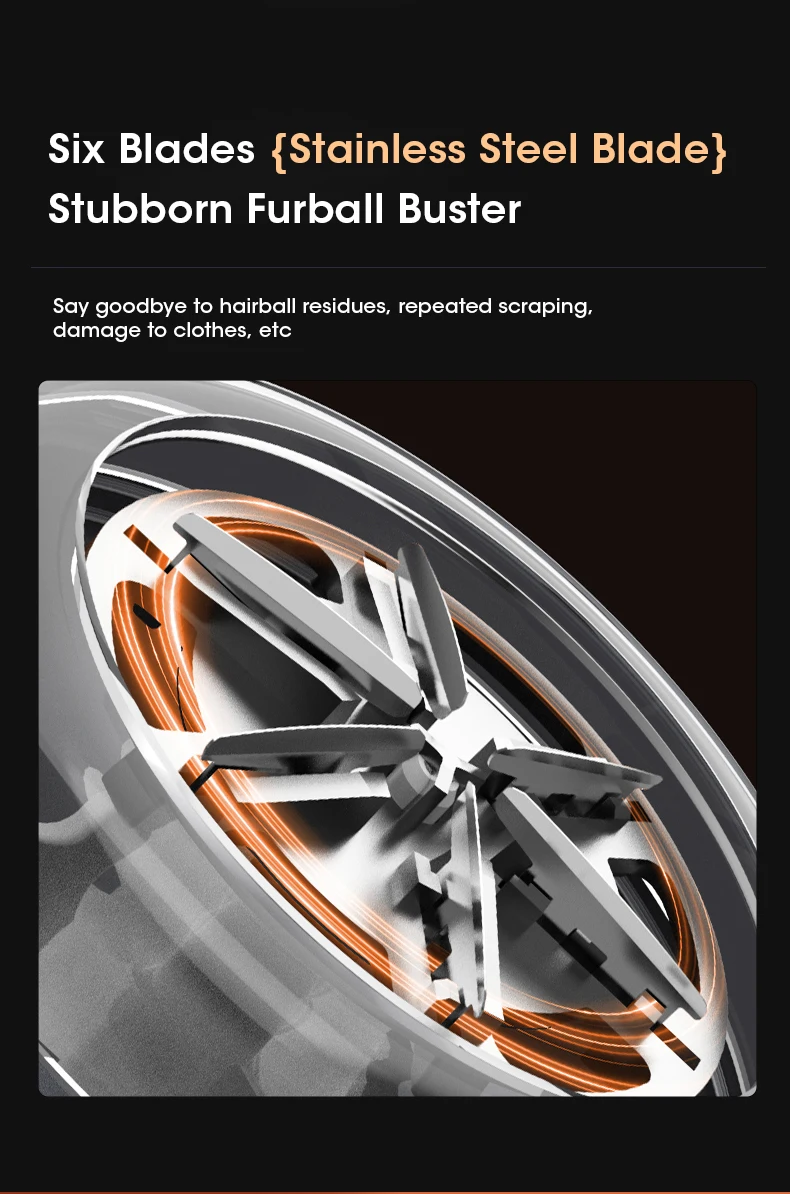 Six Blades {Stainless Steel Blade}
Stubborn Furball Buster
Say goodbye to hairball residues, repeated scraping,
damage to clothes, etc